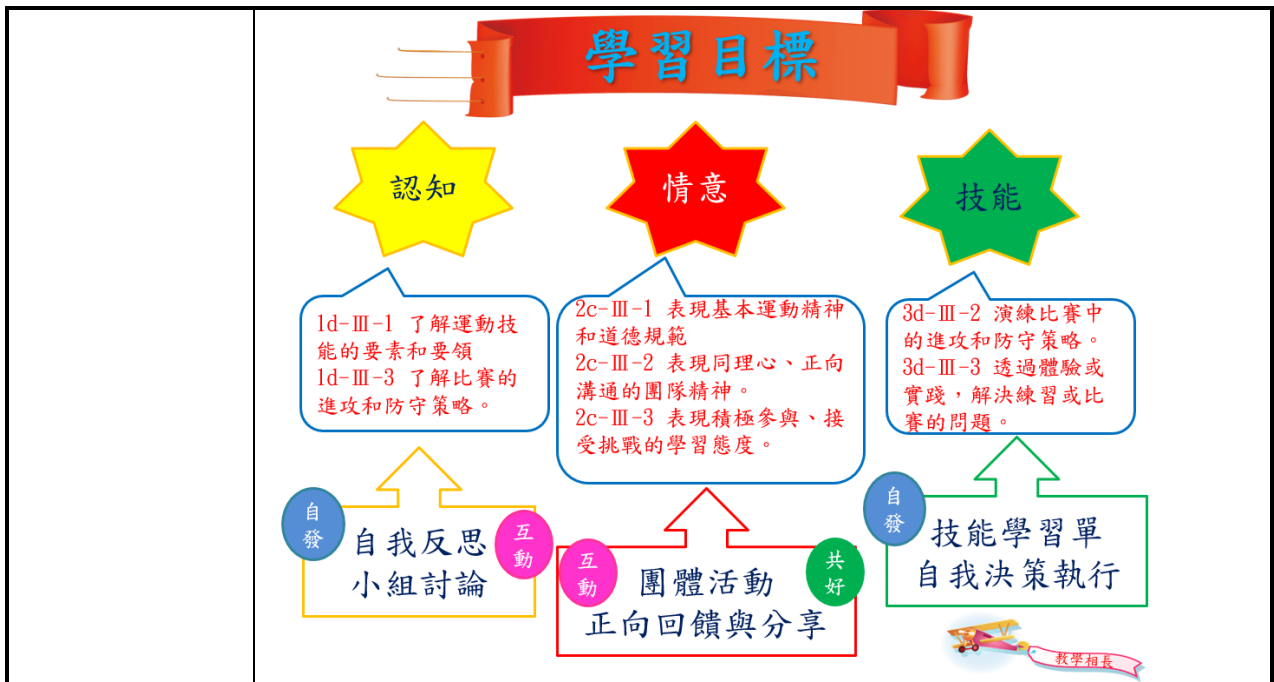 學習目標
認知
情意
技能
1d-Ⅲ-1 了解運動技
能的要素和要領
1d-Ⅲ-3 了解比賽的
進攻和防守策略。
2c-Ⅲ-1 表現基本運動精神
和道德規範
2c-Ⅲ-2 表現同理心、正向
溝通的團隊精神。
2c-Ⅲ-3 表現積極參與、接
受挑戰的學習態度。
3d-Ⅲ-2 演練比賽中
的進攻和防守策略。
3d-Ⅲ-3 透過體驗或
實踐，解決練習或比
賽的問題。
自
發
自我反思
小組討論
互
動
互
動
團體活動
正向回饋與分享
共
好
自
發
技能學習單
自我決策執行
教學相長